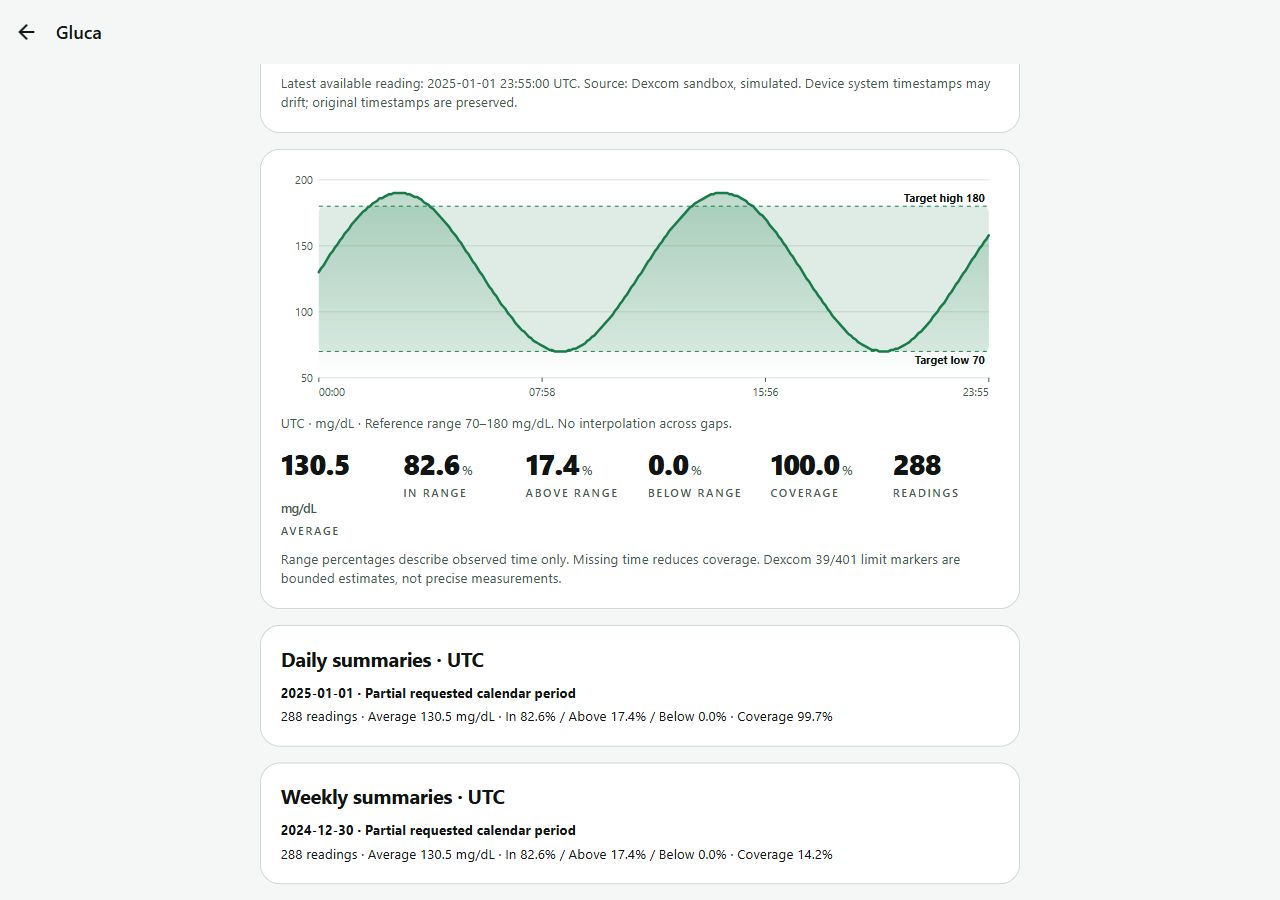 Gluca
Latest available reading: 2025-01-01 23:55:00 UTC. Source: Dexcom sandbox, simulated. Device system timestamps may
drift; original timestamps are preserved.
200
Target high 180
150
100
Target low 70
50
00:00 07:58 15:56 23:55
UTC · mg/dL · Reference range 70–180 mg/dL. No interpolation across gaps.
130.5 82.6 % 17.4 % 0.0 % 100.0 % 288
IN RANGE ABOVE RANGE BELOW RANGE COVERAGE READINGS
mg/dL
AVERAGE
Range percentages describe observed time only. Missing time reduces coverage. Dexcom 39/401 limit markers are
bounded estimates, not precise measurements.
Daily summaries · UTC
2025-01-01 · Partial requested calendar period
288 readings · Average 130.5 mg/dL · In 82.6% / Above 17.4% / Below 0.0% · Coverage 99.7%
Weekly summaries · UTC
2024-12-30 · Partial requested calendar period
288 readings · Average 130.5 mg/dL · In 82.6% / Above 17.4% / Below 0.0% · Coverage 14.2%